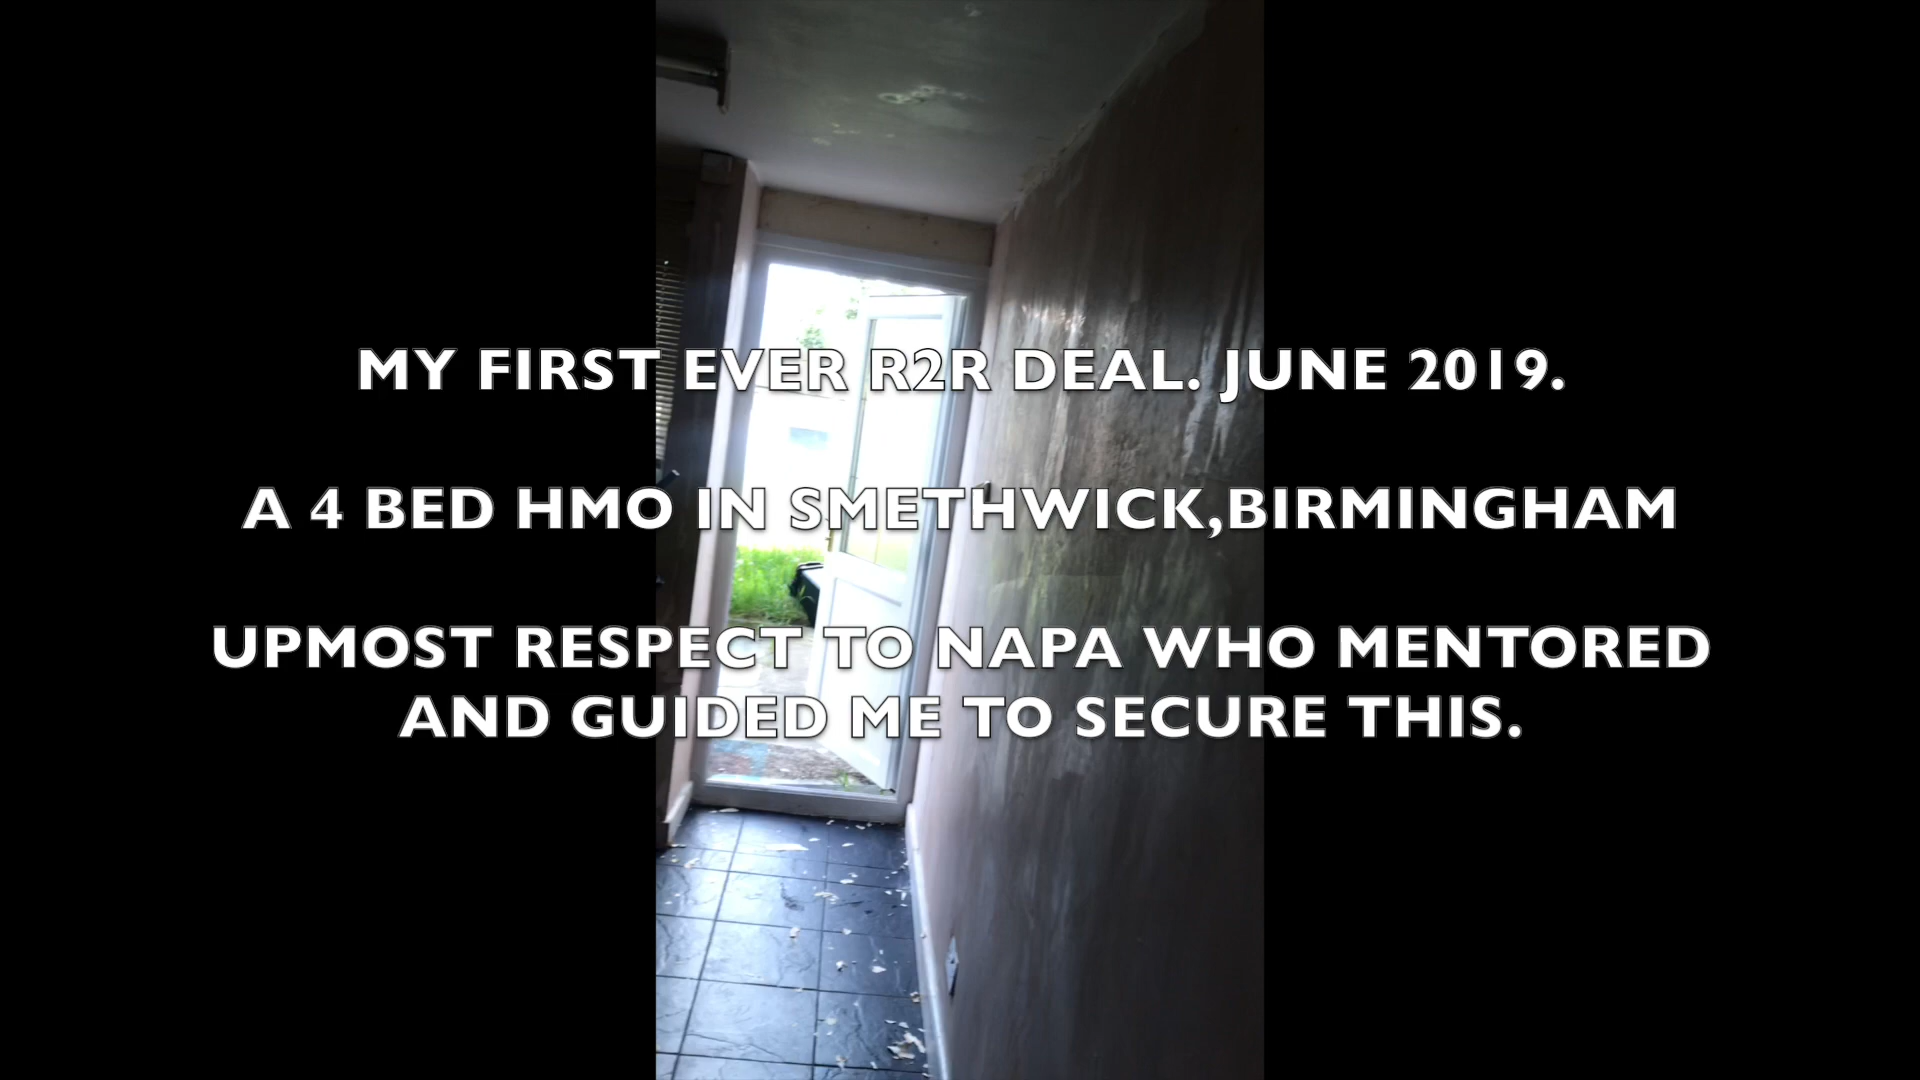 MY FIRST EVER R2R DEAL. JUNE 2019.
A 4 BED HMO IN SMETHWICK,BIRMINGHAM
UPMOST RESPECT TO NAPA WHO MENTORED
AND GUIDED ME TO SECURE THIS.